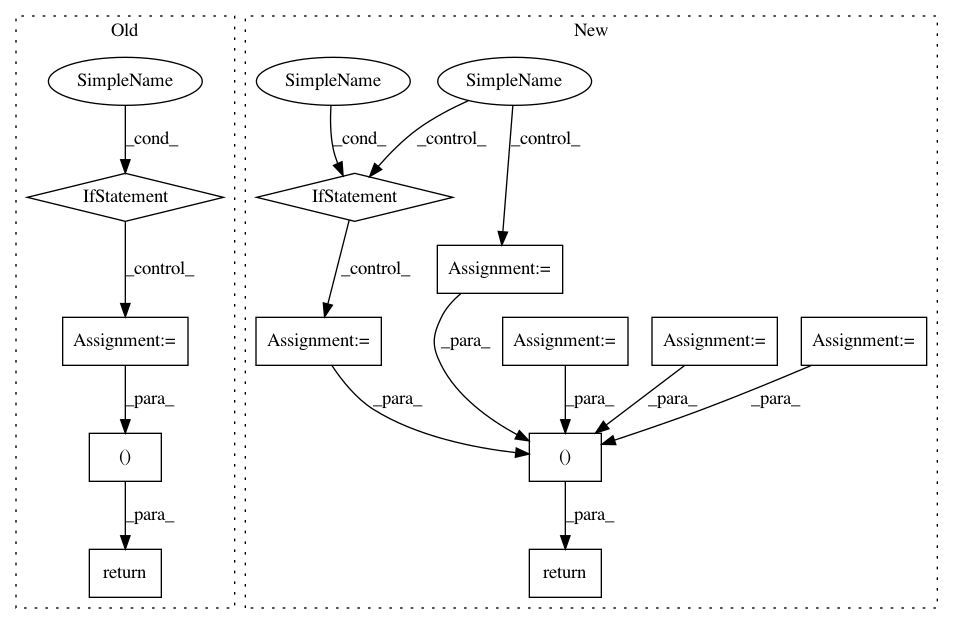 Old
New
SimpleName
SimpleName
SimpleName
_cond_
_cond_
_control_
_control_
IfStatement
IfStatement
_control_
_control_
Assignment:=
Assignment:=
Assignment:=
Assignment:=
Assignment:=
Assignment:=
_para_
_para_
_para_
_para_
_para_
_para_
()
()
_para_
_para_
return
return